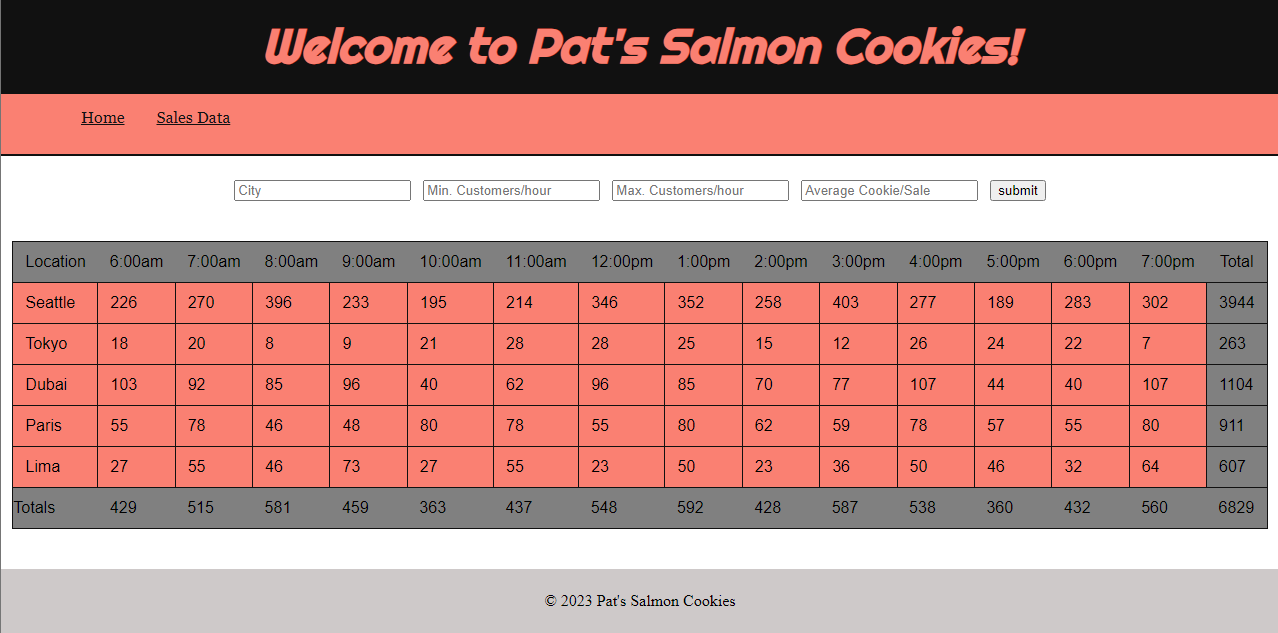 Welcome to Pat's Salmon Cookies!
Home Sales Data
City Min. Customers/hour Max. Customers/hour Average Cookie/Sale submit
Location 6:00am 7:00am 8:00am 9:00am 10:00am 11:00am 12:00pm 1:00pm 2:00pm 3:00pm 4:00pm 5:00pm 6:00pm 7:00pm Total
Seattle 226 270 396 233 195 214 346 352 258 403 277 189 283 302 3944
Tokyo 18 20 8 9 21 28 28 25 15 12 26 24 22 7 263
Dubai 103 92 85 96 40 62 96 85 70 77 107 44 40 107 1104
Paris 55 78 46 48 80 78 55 80 62 59 78 57 55 80 911
Lima 27 55 46 73 27 55 23 50 23 36 50 46 32 64 607
Totals 429 515 581 459 363 437 548 592 428 587 538 360 432 560 6829
© 2023 Pat's Salmon Cookies